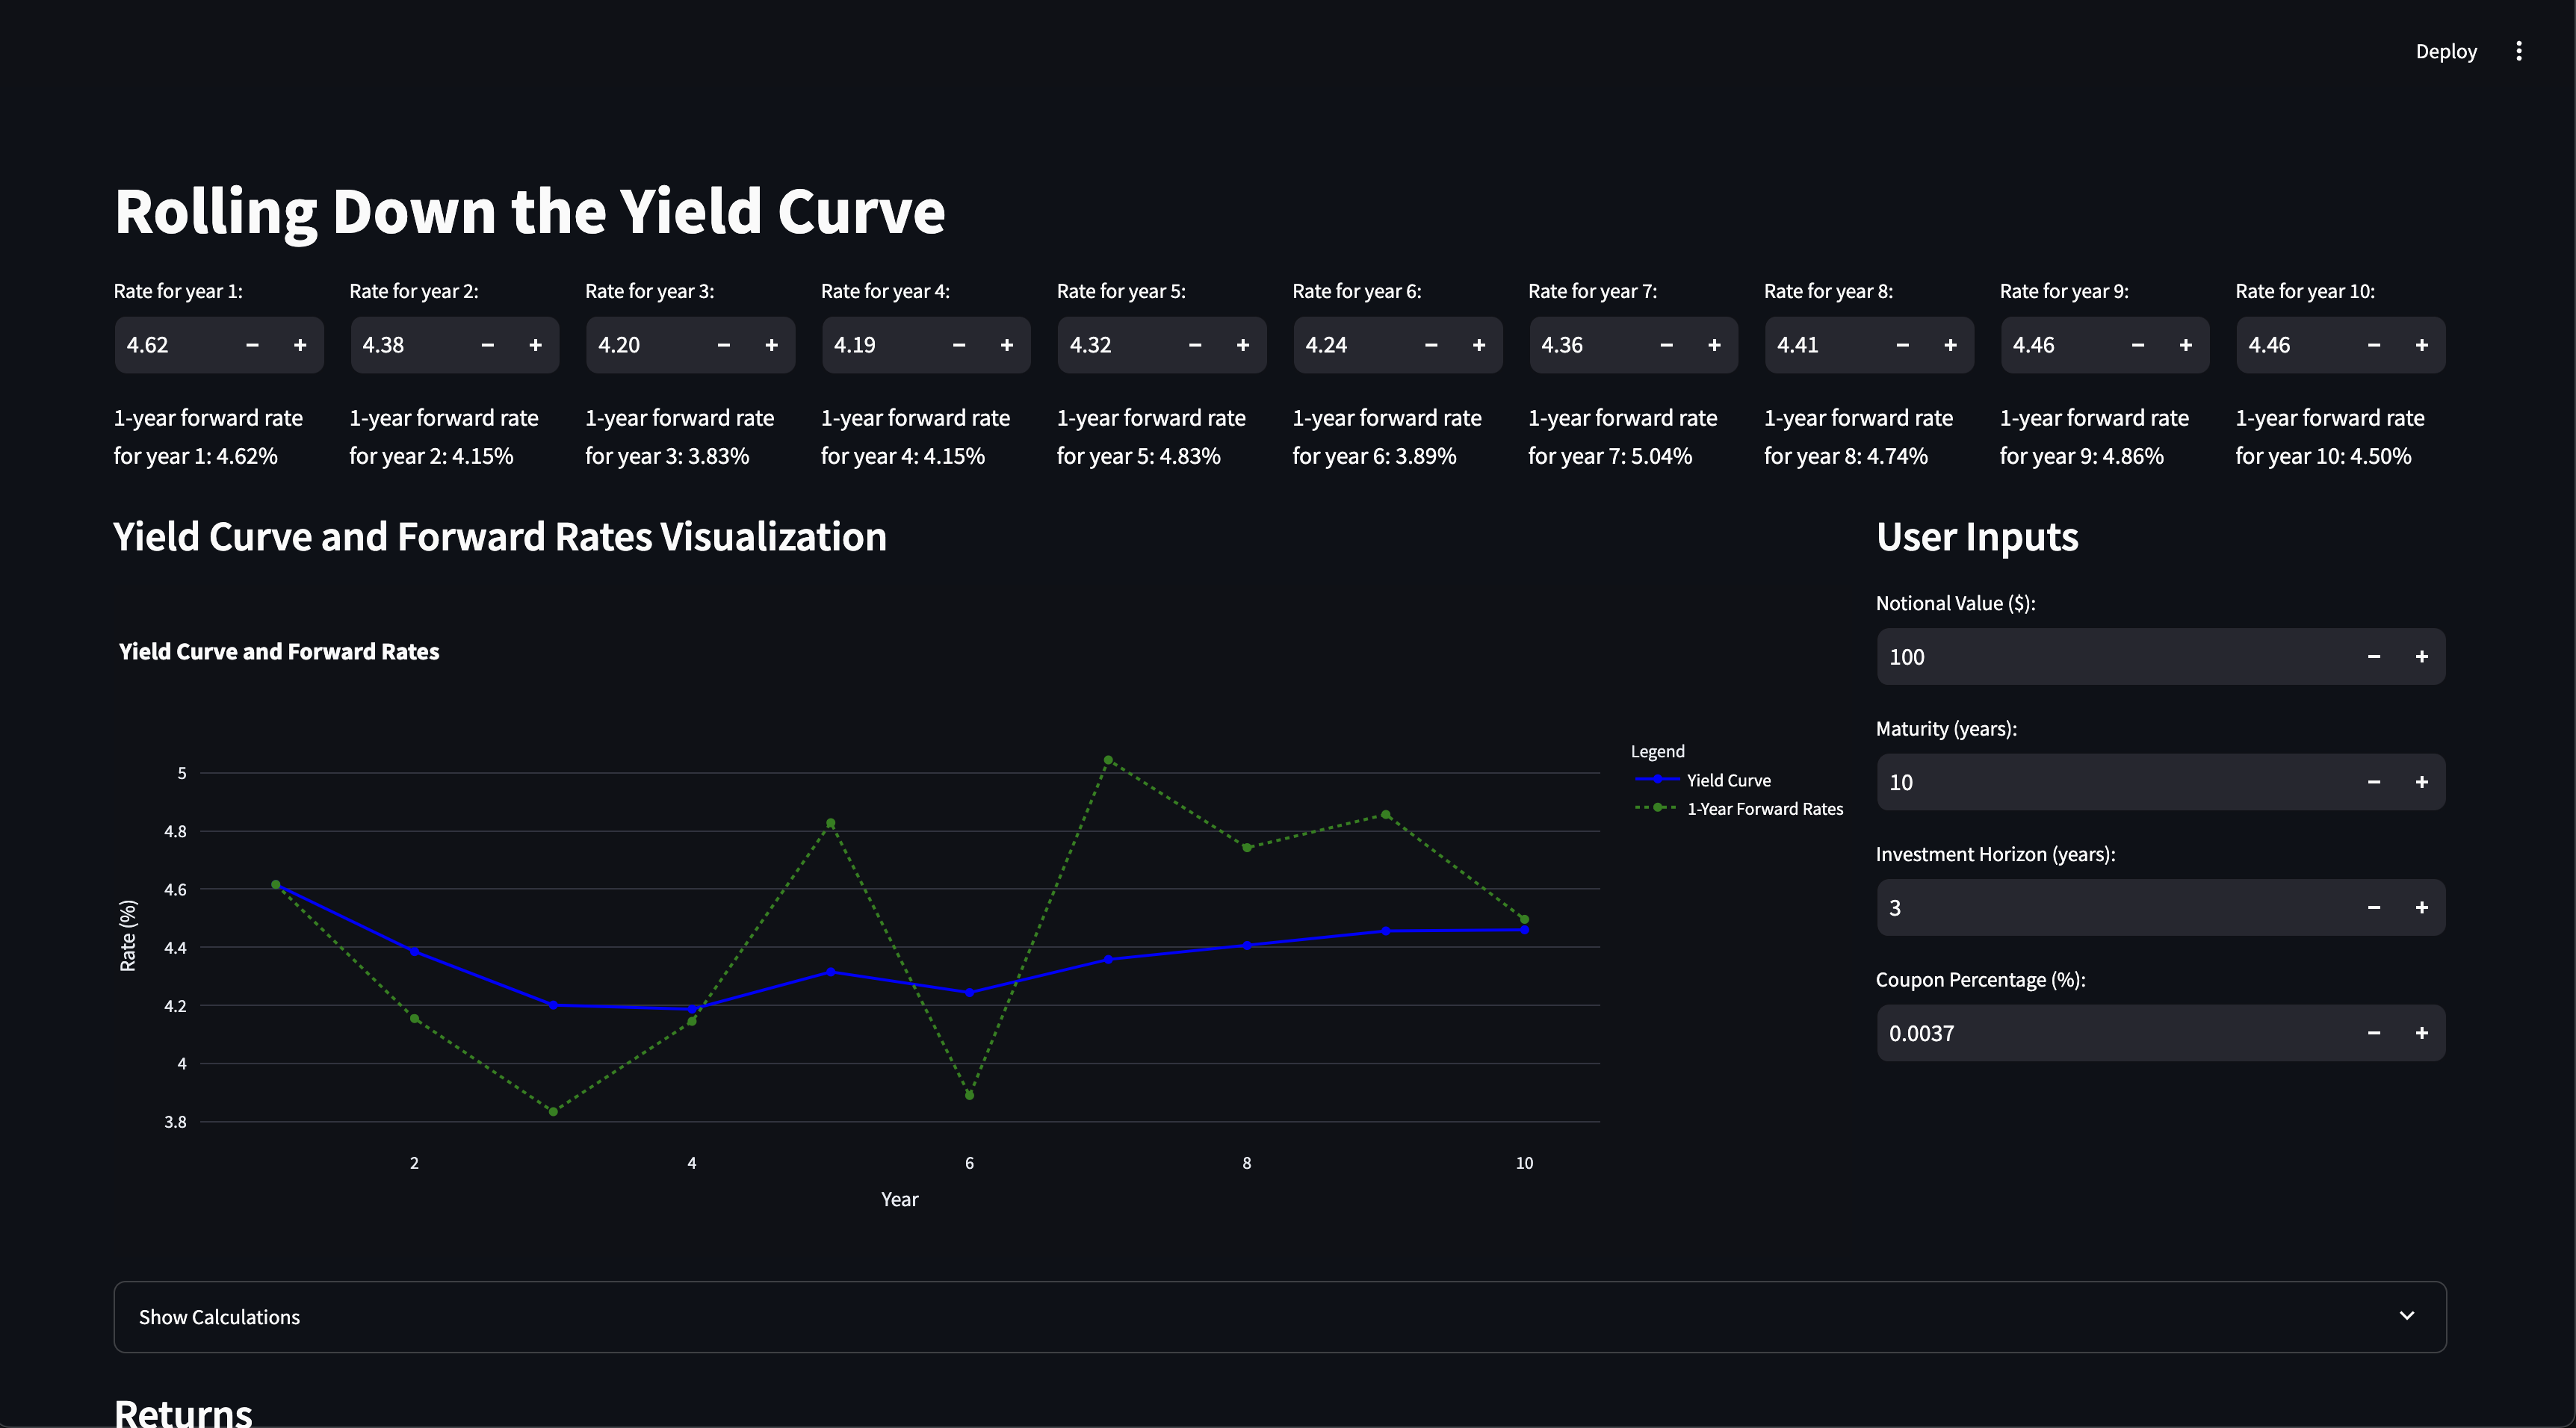 Deploy
Rolling Down the Yield Curve
Rate for year 1: Rate for year 2: Rate for year 3: Rate for year 4: Rate for year 5: Rate for year 6: Rate for year 7: Rate for year 8: Rate for year 9: Rate for year 10:
4.62 − + 4.38 − + 4.20 − + 4.19 − + 4.32 − + 4.24 − + 4.36 − + 4.41 − + 4.46 − + 4.46 − +
1-year forward rate 1-year forward rate 1-year forward rate 1-year forward rate 1-year forward rate 1-year forward rate 1-year forward rate 1-year forward rate 1-year forward rate 1-year forward rate
for year 1: 4.62% for year 2: 4.15% for year 3: 3.83% for year 4: 4.15% for year 5: 4.83% for year 6: 3.89% for year 7: 5.04% for year 8: 4.74% for year 9: 4.86% for year 10: 4.50%
Yield Curve and Forward Rates Visualization
Yield Curve and Forward Rates
Legend
Yield Curve
1-Year Forward Rates
5
4.8
4.6
4.4
4.2
4
3.8
Rate (%)
2 4 6 8 10
Year
User Inputs
Notional Value ($):
100 − +
Maturity (years):
10 − +
Investment Horizon (years):
3 − +
Coupon Percentage (%):
0.0037 − +
Show Calculations
Returns